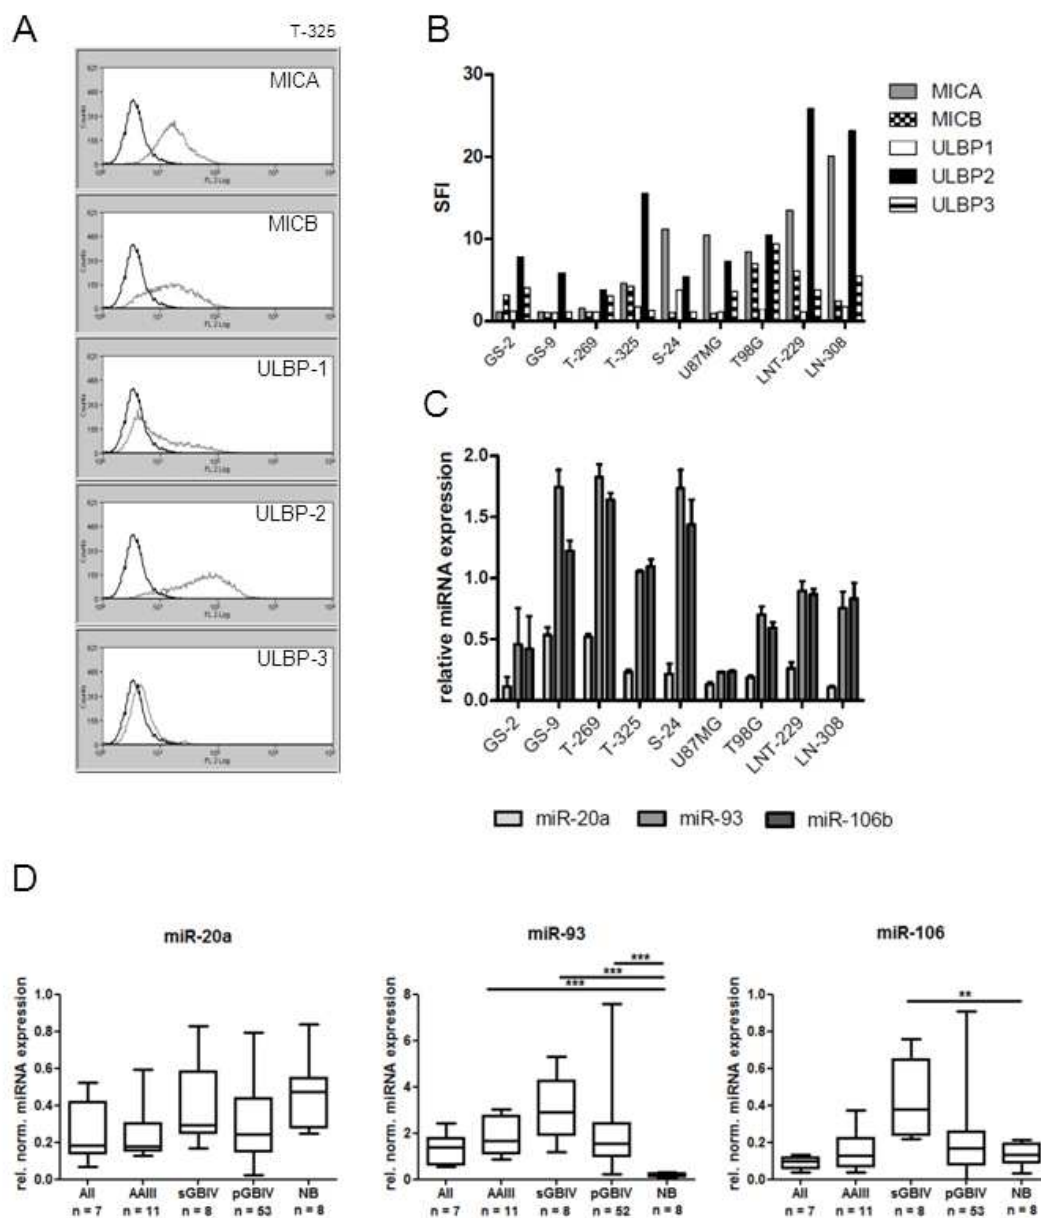 A
T-325
MICA
MICB
ULBP-1
ULBP-2
ULBP-3
Counts
FL 2 Log
B
SFI
30
20
10
0
GS-2
GS-9
T-269
T-325
S-24
U87MG
T98G
LNT-229
LN-308
MICA
MICB
ULBP1
ULBP2
ULBP3
C
relative miRNA expression
2.0
1.5
1.0
0.5
0.0
GS-2
GS-9
T-269
T-325
S-24
U87MG
T98G
LNT-229
LN-308
miR-20a miR-93 miR-106b
D
miR-20a
rel. norm. miRNA expression
1.0
0.8
0.6
0.4
0.2
0.0
AII AAIII sGBIV pGBIV NB
n = 7 n = 11 n = 8 n = 53 n = 8
miR-93
rel. norm. miRNA expression
8
6
4
2
0
***
***
***
AII AAIII sGBIV pGBIV NB
n = 7 n = 11 n = 8 n = 52 n = 8
miR-106
rel. norm. miRNA expression
1.0
0.8
0.6
0.4
0.2
0.0
**
AII AAIII sGBIV pGBIV NB
n = 7 n = 11 n = 8 n = 53 n = 8